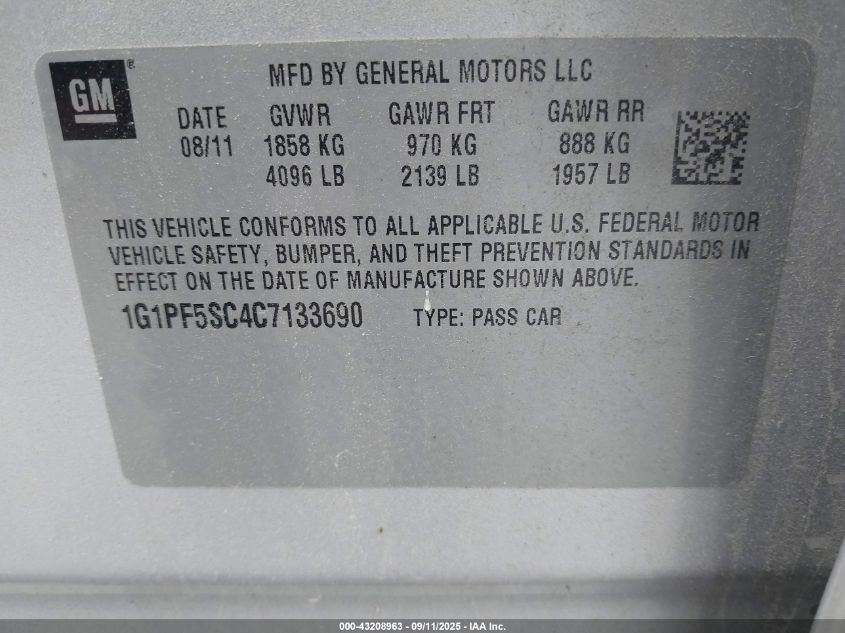 GM®
MFD BY GENERAL MOTORS LLC
DATE GVWR GAWR FRT GAWR RR
08/11 1858 KG 970 KG 888 KG
4096 LB 2139 LB 1957 LB
THIS VEHICLE CONFORMS TO ALL APPLICABLE U.S. FEDERAL MOTOR
VEHICLE SAFETY, BUMPER, AND THEFT PREVENTION STANDARDS IN
EFFECT ON THE DATE OF MANUFACTURE SHOWN ABOVE.
1G1PF5SC4C7133690 TYPE: PASS CAR
000-43208963 - 09/11/2025 - IAA Inc.